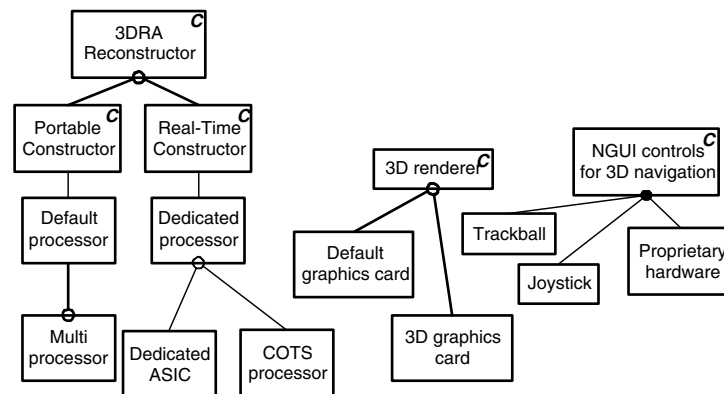 3DRA
Reconstructor
C
Portable
Constructor
C
Real-Time
Constructor
C
Default
processor
Dedicated
processor
Multi
processor
Dedicated
ASIC
COTS
processor
3D renderer
C
Default
graphics card
3D graphics
card
NGUI controls
for 3D navigation
C
Trackball
Joystick
Proprietary
hardware